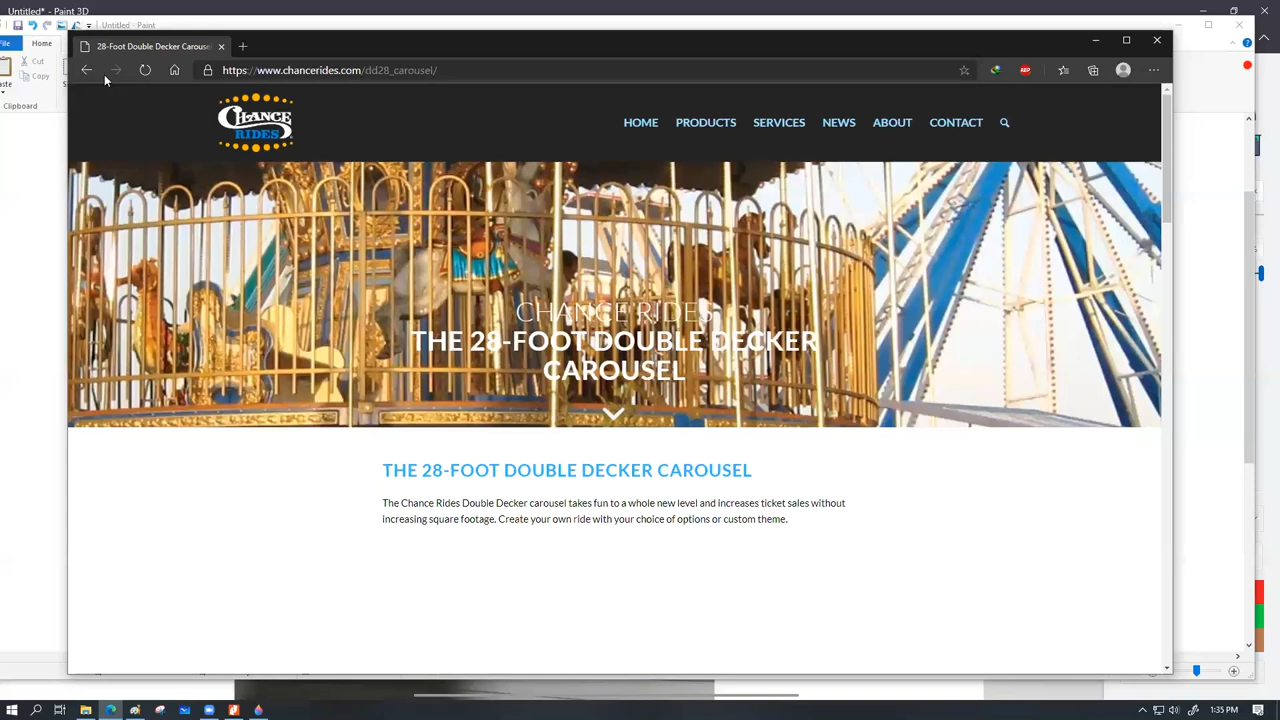 Untitled* - Paint 3D
Untitled - Paint
File
Home
Cut
Copy
Clipboard
28-Foot Double Decker Carouse
https://www.chancerides.com/dd28_carousel/
ABP
CHANCE
RIDES
HOME PRODUCTS SERVICES NEWS ABOUT CONTACT
CHANCE RIDES
THE 28-FOOT DOUBLE DECKER
CAROUSEL
THE 28-FOOT DOUBLE DECKER CAROUSEL
The Chance Rides Double Decker carousel takes fun to a whole new level and increases ticket sales without
increasing square footage. Create your own ride with your choice of options or custom theme.
1:35 PM